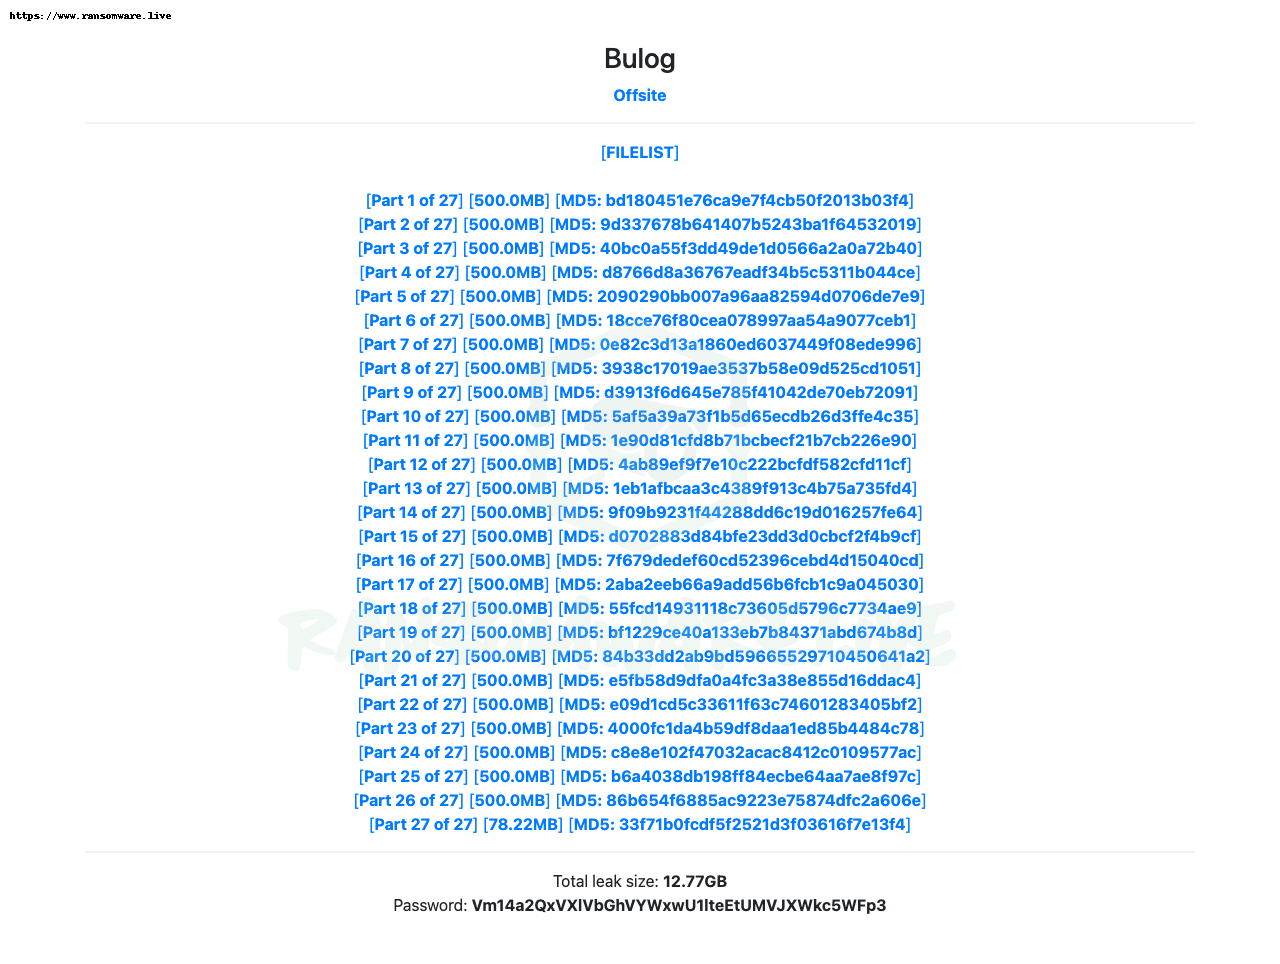 https://www.ransomware.live
Bulog
Offsite
[FILELIST]
[Part 1 of 27] [500.0MB] [MD5: bd180451e76ca9e7f4cb50f2013b03f4]
[Part 2 of 27] [500.0MB] [MD5: 9d337678b641407b5243ba1f64532019]
[Part 3 of 27] [500.0MB] [MD5: 40bc0a55f3dd49de1d0566a2a0a72b40]
[Part 4 of 27] [500.0MB] [MD5: d8766d8a36767eadf34b5c5311b044ce]
[Part 5 of 27] [500.0MB] [MD5: 2090290bb007a96aa82594d0706de7e9]
[Part 6 of 27] [500.0MB] [MD5: 18cce76f80cea078997aa54a9077ceb1]
[Part 7 of 27] [500.0MB] [MD5: 0e82c3d13a1860ed6037449f08ede996]
[Part 8 of 27] [500.0MB] [MD5: 3938c17019ae3537b58e09d525cd1051]
[Part 9 of 27] [500.0MB] [MD5: d3913f6d645e785f41042de70eb72091]
[Part 10 of 27] [500.0MB] [MD5: 5af5a39a73f1b5d65ecdb26d3ffe4c35]
[Part 11 of 27] [500.0MB] [MD5: 1e90d81cfd8b71bcbecf21b7cb226e90]
[Part 12 of 27] [500.0MB] [MD5: 4ab89ef9f7e10c222bcfdf582cfd11cf]
[Part 13 of 27] [500.0MB] [MD5: 1eb1afbcaa3c4389f913c4b75a735fd4]
[Part 14 of 27] [500.0MB] [MD5: 9f09b9231f44288dd6c19d016257fe64]
[Part 15 of 27] [500.0MB] [MD5: d0702883d84bfe23dd3d0cbcf2f4b9cf]
[Part 16 of 27] [500.0MB] [MD5: 7f679dedef60cd52396cebd4d15040cd]
[Part 17 of 27] [500.0MB] [MD5: 2aba2eeb66a9add56b6fcb1c9a045030]
[Part 18 of 27] [500.0MB] [MD5: 55fcd14931118c73605d5796c7734ae9]
[Part 19 of 27] [500.0MB] [MD5: bf1229ce40a133eb7b84371abd674b8d]
[Part 20 of 27] [500.0MB] [MD5: 84b33dd2ab9bd59665529710450641a2]
[Part 21 of 27] [500.0MB] [MD5: e5fb58d9dfa0a4fc3a38e855d16ddac4]
[Part 22 of 27] [500.0MB] [MD5: e09d1cd5c33611f63c74601283405bf2]
[Part 23 of 27] [500.0MB] [MD5: 4000fc1da4b59df8daa1ed85b4484c78]
[Part 24 of 27] [500.0MB] [MD5: c8e8e102f47032acac8412c0109577ac]
[Part 25 of 27] [500.0MB] [MD5: b6a4038db198ff84ecbe64aa7ae8f97c]
[Part 26 of 27] [500.0MB] [MD5: 86b654f6885ac9223e75874dfc2a606e]
[Part 27 of 27] [78.22MB] [MD5: 33f71b0fcdf5f2521d3f03616f7e13f4]
Total leak size: 12.77GB
Password: Vm14a2QxVXlVbGhVYWxwU1lteEtUMVJXWkc5WFp3